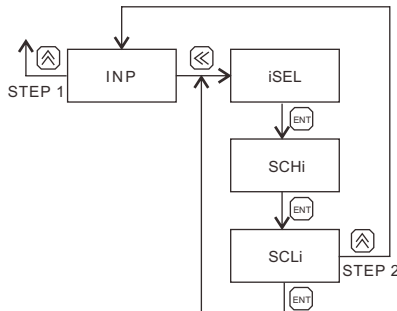 INP
iSEL
STEP 1
ENT
SCHi
ENT
SCLi
STEP 2
ENT